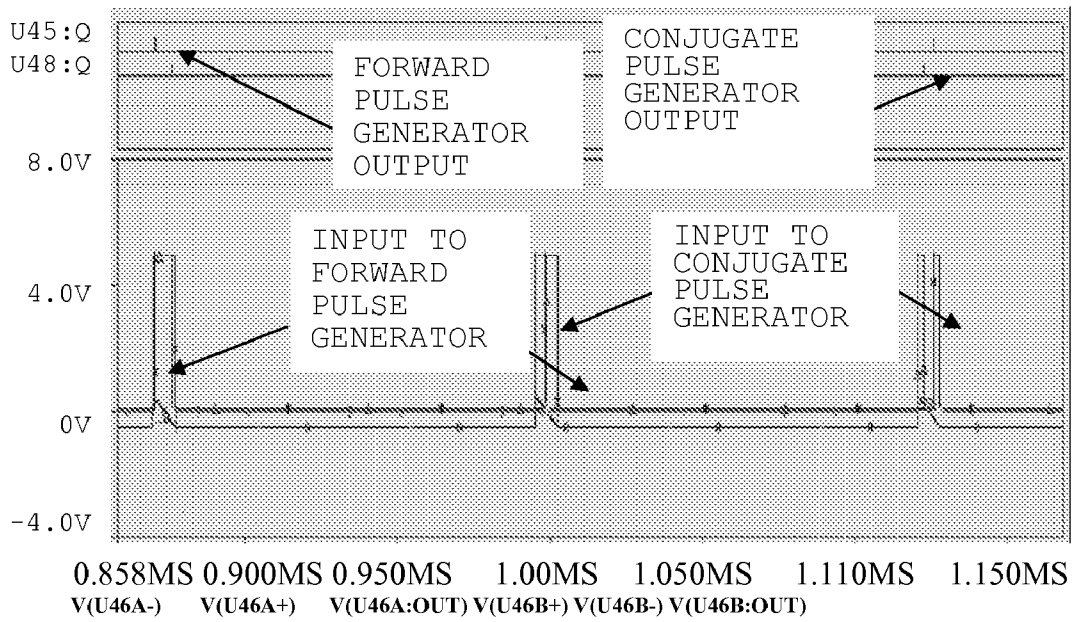 U45:Q
U48:Q
FORWARD
PULSE
GENERATOR
OUTPUT
CONJUGATE
PULSE
GENERATOR
OUTPUT
8.0V
INPUT TO
FORWARD
PULSE
GENERATOR
INPUT TO
CONJUGATE
PULSE
GENERATOR
4.0V
0V
-4.0V
0.858MS 0.900MS 0.950MS 1.00MS 1.050MS 1.110MS 1.150MS
V(U46A-) V(U46A+) V(U46A:OUT) V(U46B+) V(U46B-) V(U46B:OUT)